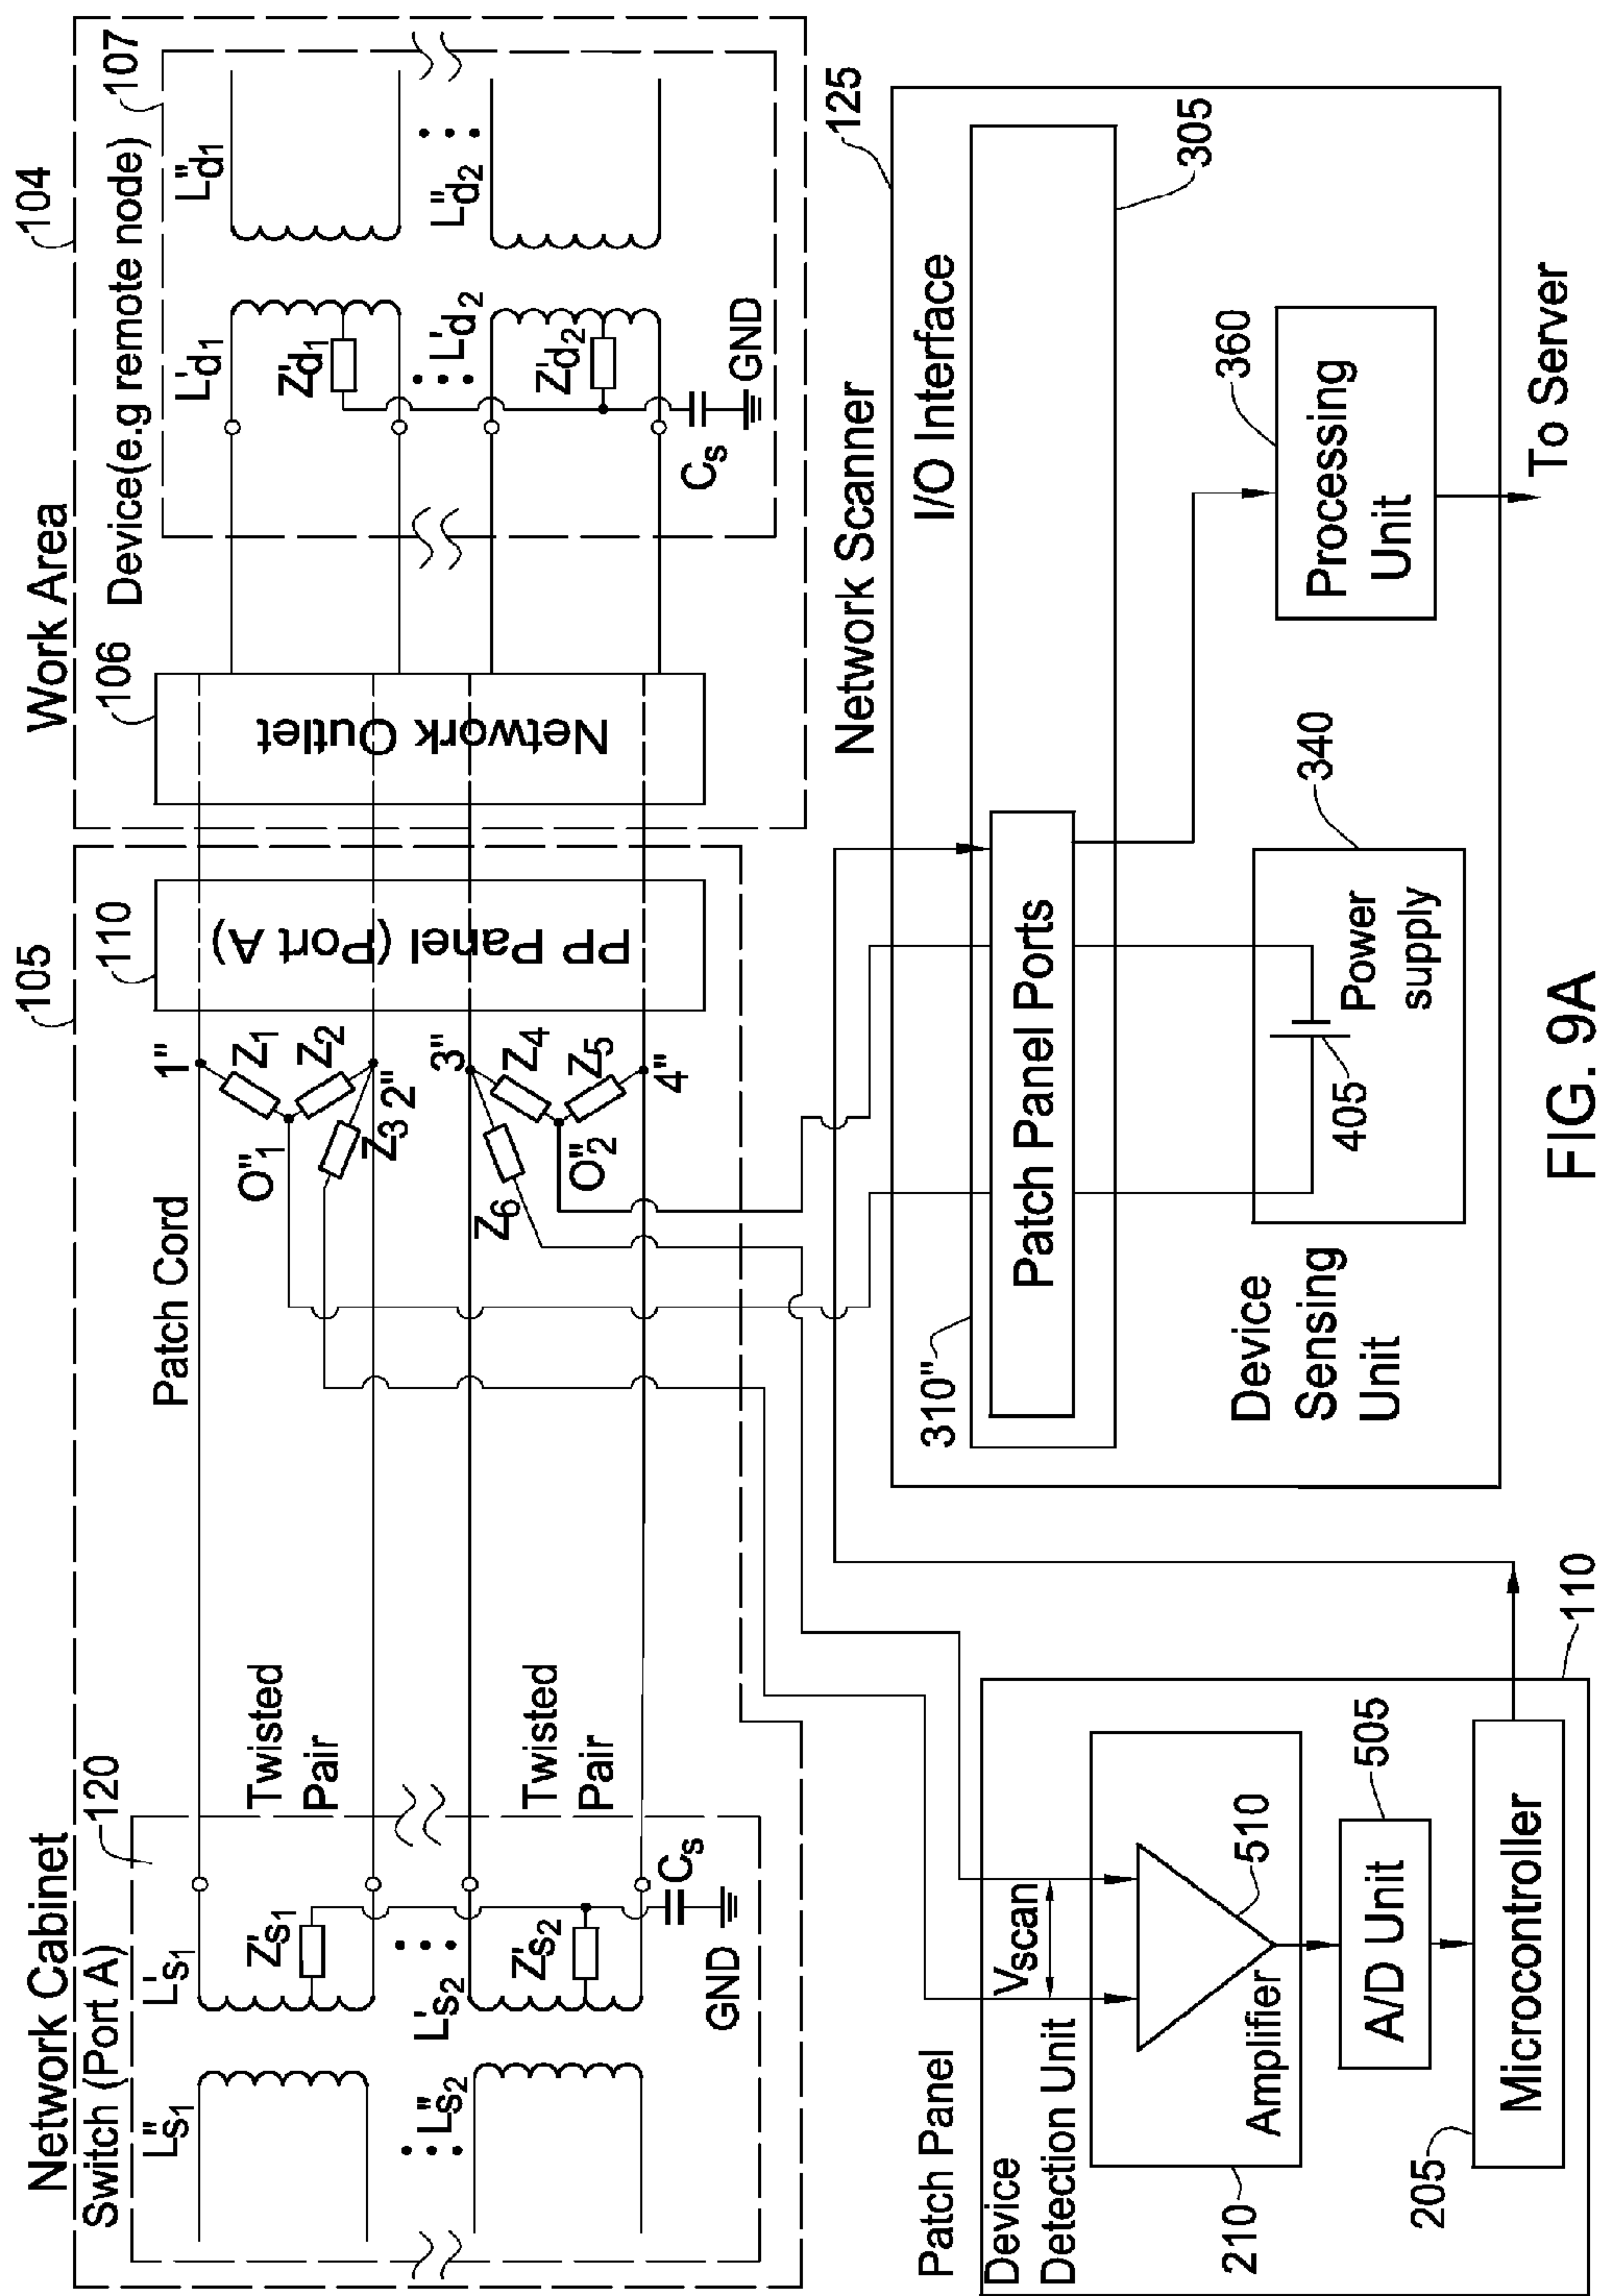 Network Cabinet
Switch (Port A)
120
L"s1
L's1
Z's1
L"s2
L's2
Z's2
GND
Cs
Twisted
Pair
Twisted
Pair
Patch Cord
105
110
PP Panel (Port A)
1"
Z1
Z2
O"1
Z3
2"
3"
Z4
Z5
Z6
O"2
4"
Work Area
104
106
Network Outlet
Device(e.g remote node)
107
L'd1
L"d1
Z'd1
L'd2
L"d2
Z'd2
Cs
GND
Patch Panel
Device
Detection Unit
Vscan
510
Amplifier
210
505
A/D Unit
205
Microcontroller
110
Network Scanner
125
I/O Interface
305
310"
Patch Panel Ports
Device
Sensing
Unit
340
Power
supply
405
360
Processing
Unit
To Server
FIG. 9A